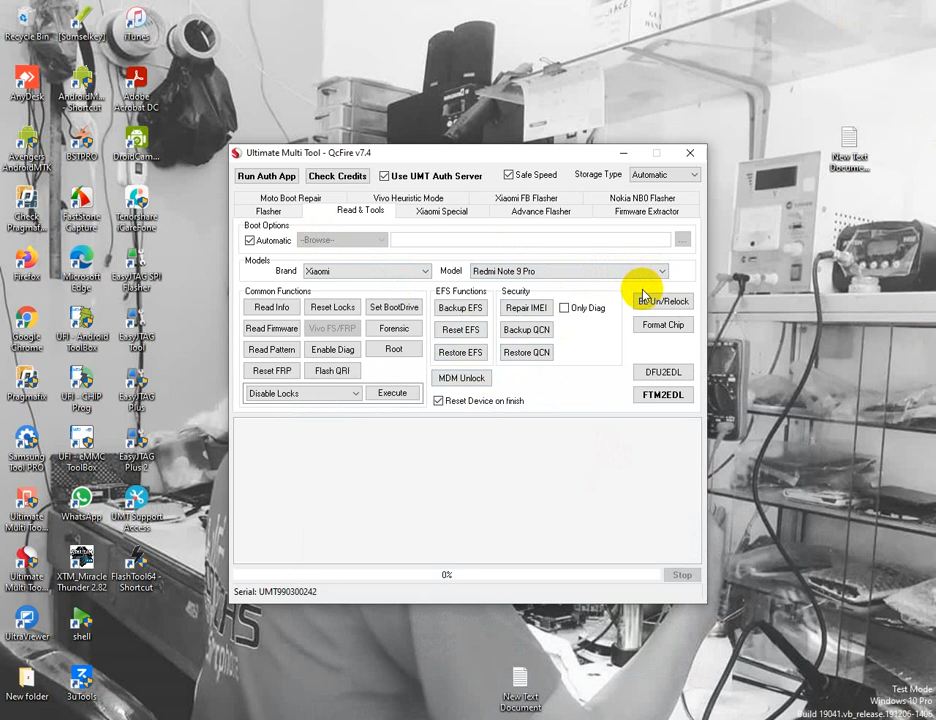 Recycle Bin
[Sumselkey]
iTunes
AnyDesk
AndroidM...
- Shortcut
Adobe
Acrobat DC
Avengers
AndroidMTK
BSTPRO
DroidCam...
Check
Pragmaf...
FastStone
Capture
Tenorshare
iCareFone
Firefox
Microsoft
Edge
EasyJTAG SPI
Flasher
Google
Chrome
UFI - Android
ToolBox
EasyJTAG
Tool
Pragmafix
UFI - CHIP
Prog
EasyJTAG
Plus
Samsung
Tool PRO
UFI - eMMC
ToolBox
EasyJTAG
Plus 2
Ultimate
Multi Too...
WhatsApp
UMT Support
Access
Ultimate
Multi Too...
XTM_Miracle
Thunder 2.82
FlashTool64 -
Shortcut
UltraViewer
shell
New folder
3uTools
New Text
Documen...
New Text
Document
Ultimate Multi Tool - QcFire v7.4
Run Auth App
Check Credits
Use UMT Auth Server
Safe Speed
Storage Type
Automatic
Moto Boot Repair
Vivo Heuristic Mode
Xiaomi FB Flasher
Nokia NB0 Flasher
Flasher
Read & Tools
Xiaomi Special
Advance Flasher
Firmware Extractor
Boot Options
Automatic
--Browse--
...
Models
Brand
Xiaomi
Model
Redmi Note 9 Pro
Common Functions
EFS Functions
Security
Read Info
Reset Locks
Set BootDrive
Backup EFS
Repair IMEI
Only Diag
Read Firmware
Vivo FS/FRP
Forensic
Reset EFS
Backup QCN
Format Chip
Read Pattern
Enable Diag
Root
Restore EFS
Restore QCN
Reset FRP
Flash QRI
MDM Unlock
DFU2EDL
Disable Locks
Execute
Reset Device on finish
FTM2EDL
0%
Stop
Serial: UMT990300242
Test Mode
Windows 10 Pro
Build 19041.vb_release.191206-1406